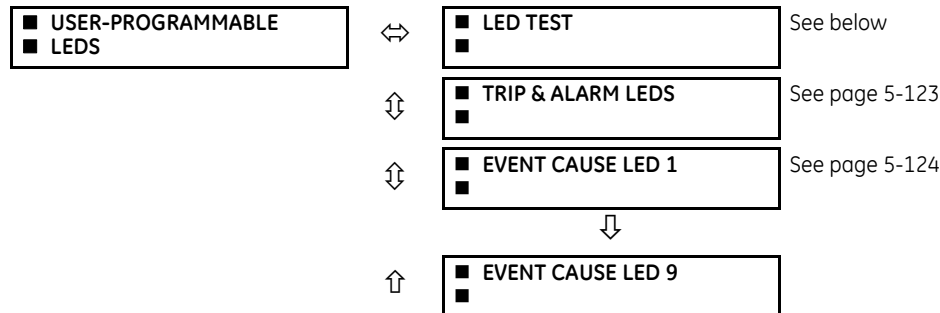 ■ USER-PROGRAMMABLE
■ LEDS
■ LED TEST
■
See below
■ TRIP & ALARM LEDS
■
See page 5-123
■ EVENT CAUSE LED 1
■
See page 5-124
■ EVENT CAUSE LED 9
■